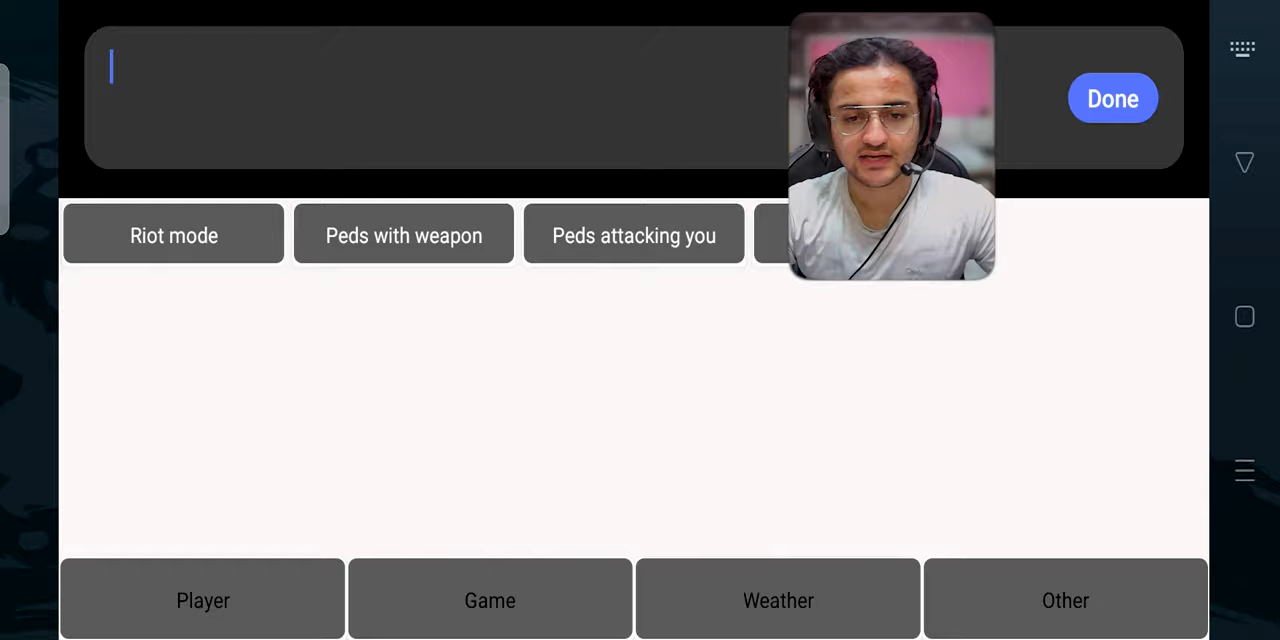 Done
Riot mode
Peds with weapon
Peds attacking you
Player
Game
Weather
Other